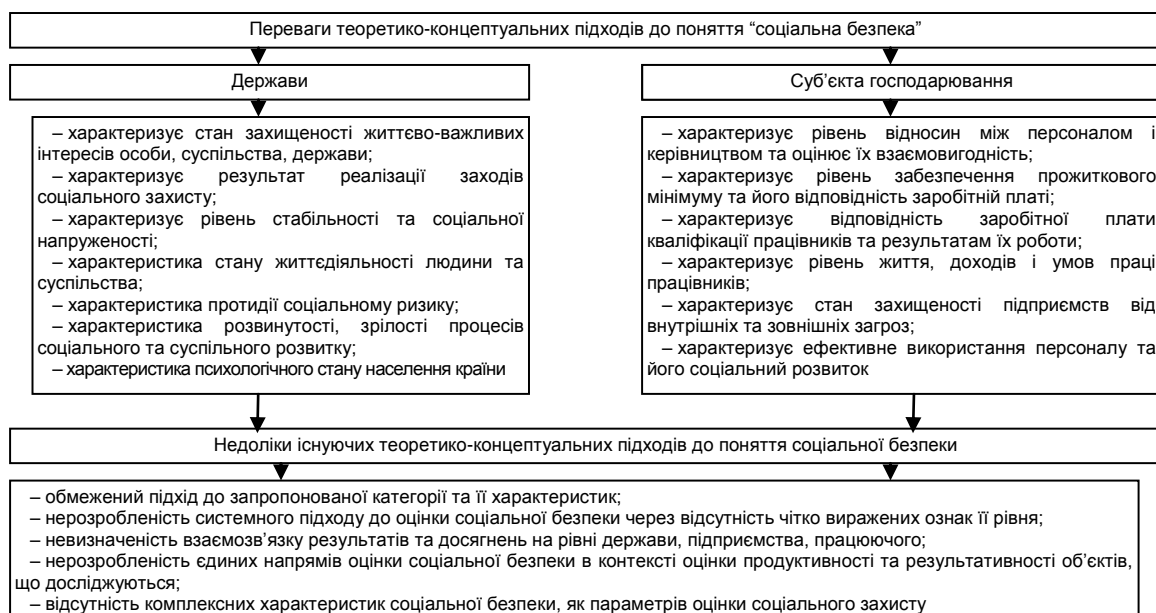 Переваги теоретико-концептуальних підходів до поняття “соціальна безпека”
Держави
– характеризує стан захищеності життєво-важливих
інтересів особи, суспільства, держави;
– характеризує результат реалізації заходів
соціального захисту;
– характеризує рівень стабільності та соціальної
напруженості;
– характеристика стану життєдіяльності людини та
суспільства;
– характеристика протидії соціальному ризику;
– характеристика розвинутості, зрілості процесів
соціального та суспільного розвитку;
– характеристика психологічного стану населення країни
Суб’єкта господарювання
– характеризує рівень відносин між персоналом і
керівництвом та оцінює їх взаємовигодність;
– характеризує рівень забезпечення прожиткового
мінімуму та його відповідність заробітній платі;
– характеризує відповідність заробітної плати
кваліфікації працівників та результатам їх роботи;
– характеризує рівень життя, доходів і умов праці
працівників;
– характеризує стан захищеності підприємств від
внутрішніх та зовнішніх загроз;
– характеризує ефективне використання персоналу та
його соціальний розвиток
Недоліки існуючих теоретико-концептуальних підходів до поняття соціальної безпеки
– обмежений підхід до запропонованої категорії та її характеристик;
– нерозробленість системного підходу до оцінки соціальної безпеки через відсутність чітко виражених ознак її рівня;
– невизначеність взаємозв’язку результатів та досягнень на рівні держави, підприємства, працюючого;
– нерозробленість єдиних напрямів оцінки соціальної безпеки в контексті оцінки продуктивності та результативності об’єктів,
що досліджуються;
– відсутність комплексних характеристик соціальної безпеки, як параметрів оцінки соціального захисту